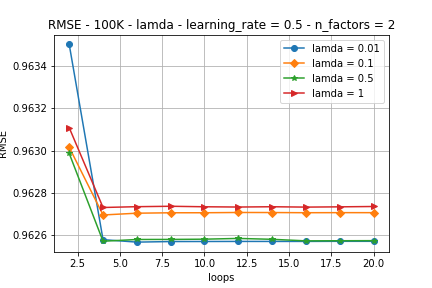 RMSE - 100K - lamda - learning_rate = 0.5 - n_factors = 2
lamda = 0.01
lamda = 0.1
lamda = 0.5
lamda = 1
RMSE
0.9634
0.9632
0.9630
0.9628
0.9626
2.5 5.0 7.5 10.0 12.5 15.0 17.5 20.0
loops